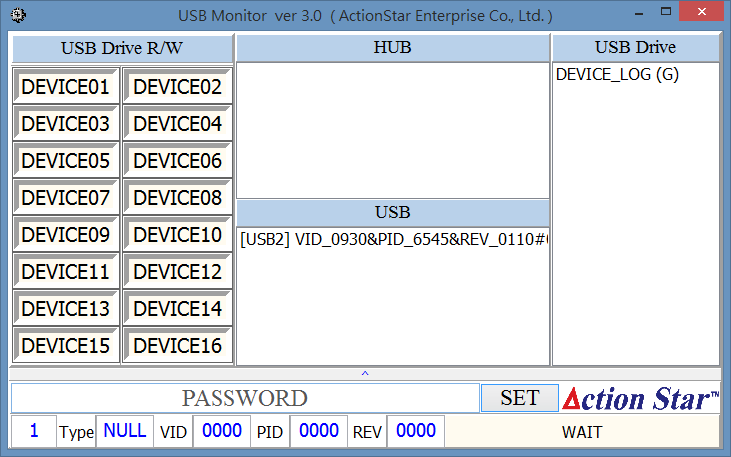 USB Monitor ver 3.0 ( ActionStar Enterprise Co., Ltd. )
USB Drive R/W
DEVICE01 DEVICE02
DEVICE03 DEVICE04
DEVICE05 DEVICE06
DEVICE07 DEVICE08
DEVICE09 DEVICE10
DEVICE11 DEVICE12
DEVICE13 DEVICE14
DEVICE15 DEVICE16
HUB
USB
[USB2] VID_0930&PID_6545&REV_0110#
USB Drive
DEVICE_LOG (G)
^
PASSWORD SET Action Star™
1 Type NULL VID 0000 PID 0000 REV 0000 WAIT